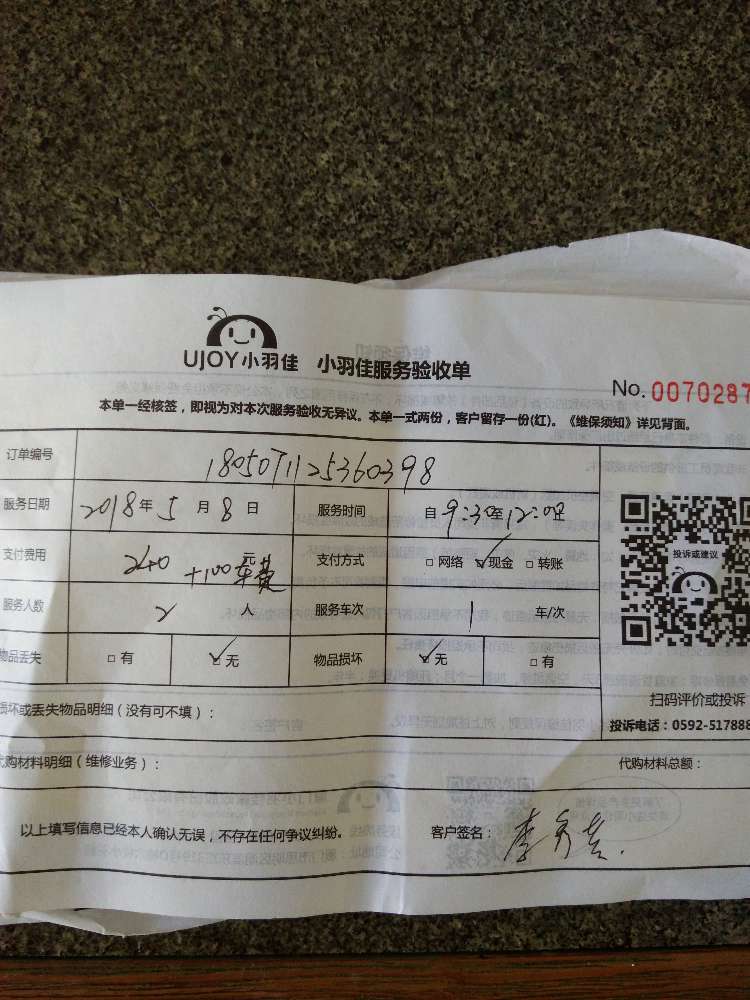 UJOY小羽佳 小羽佳服务验收单
No. 0070287
本单一经核签，即视为对本次服务验收无异议。本单一式两份，客户留存一份(红)。《维保须知》详见背面。
订单编号 1805071125360398
服务日期 2018年5月8日 服务时间 自9:30至12:00
支付费用 240 +100车费 元 支付方式 □网络 ✓现金 □转账
投诉或建议
服务人数 2 人 服务车次 1 车/次
物品丢失 □有 ✓无 物品损坏 ✓无 □有
扫码评价或投诉
损坏或丢失物品明细（没有可不填）：
投诉电话：0592-517888
代购材料明细（维修业务）： 代购材料总额：
以上填写信息已经本人确认无误，不存在任何争议纠纷。 客户签名：李